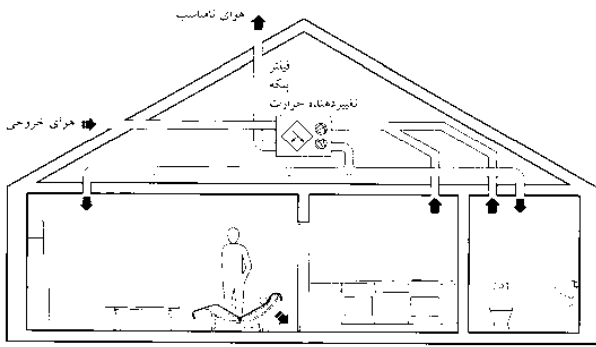 هوای نامناسب
فیلتر
پنکه
تغییردهنده حرارت
هوای خروجی